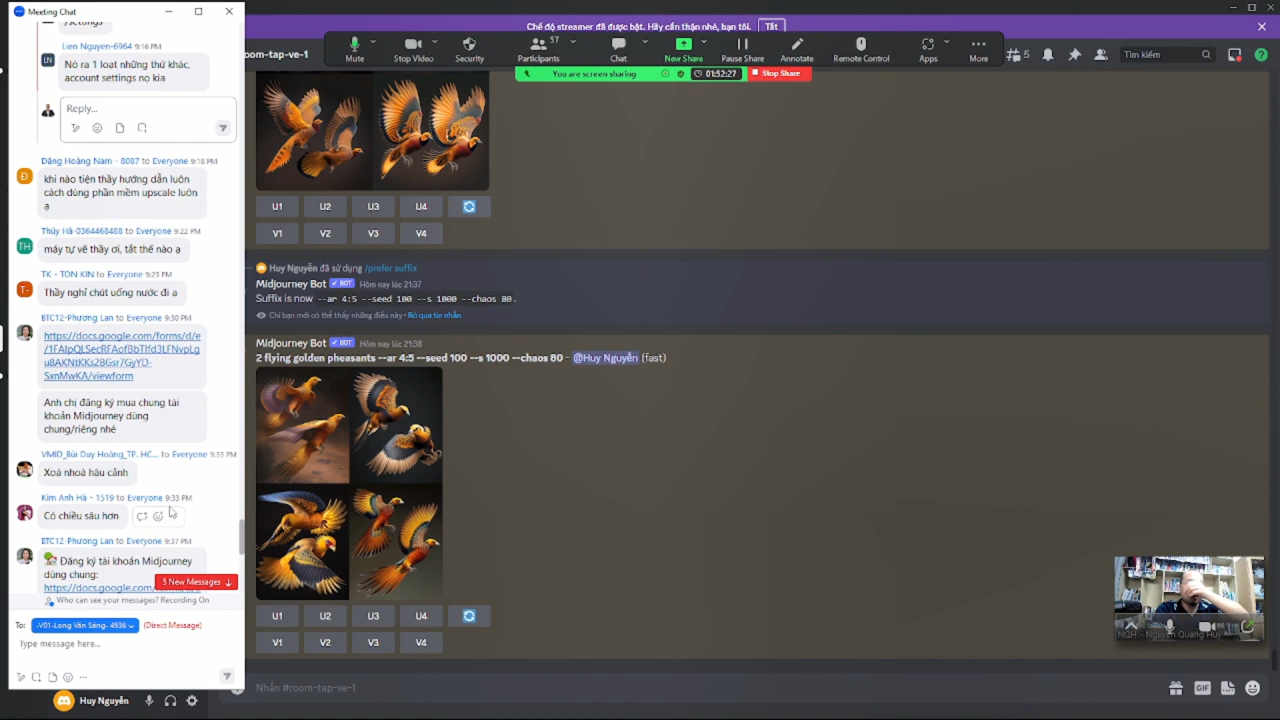 Meeting Chat
/settings
Lien Nguyen-6964 9:16 PM
LN
Nó ra 1 loạt những thứ khác,
account settings nọ kia
Reply...
Đặng Hoàng Nam - 8087 to Everyone 9:18 PM
Đ
khi nào tiện thầy hướng dẫn luôn
cách dùng phần mềm upscale luôn
ạ
Thúy Hà-0364468488 to Everyone 9:22 PM
TH
máy tự vẽ thầy ơi, tắt thế nào ạ
TK - TON KIN to Everyone 9:23 PM
T-
Thầy nghỉ chút uống nước đi ạ
BTC12-Phương Lan to Everyone 9:30 PM
https://docs.google.com/forms/d/e
Anh chị đăng ký mua chung tài
khoản Midjourney dùng
chung/riêng nhé
VMID_Bùi Duy Hoàng_TP. HC... to Everyone 9:33 PM
Xoá nhoà hậu cảnh
Kim Anh Hà - 1519 to Everyone 9:33 PM
Có chiều sâu hơn
BTC12-Phương Lan to Everyone 9:37 PM
Đăng ký tài khoản Midjourney
dùng chung:
https://docs.google.com/
5 New Messages
Who can see your messages? Recording On
To: -V01-Long Văn Sáng- 4936 (Direct Message)
Type message here...
Huy Nguyễn
Chế độ streamer đã được bật. Hãy cẩn thận nhé, bạn tôi. Tắt
oom-tap-ve-1
Mute
Stop Video
Security
57
Participants
Chat
New Share
Pause Share
Annotate
Remote Control
Apps
More
5
Tìm kiếm
You are screen sharing
01:52:27
Stop Share
U1 U2 U3 U4
V1 V2 V3 V4
Huy Nguyễn đã sử dụng /prefer suffix
Midjourney Bot BOT Hôm nay lúc 21:37
Suffix is now --ar 4:5 --seed 100 --s 1000 --chaos 80.
Chỉ bạn mới có thể thấy những điều này • Bỏ qua tin nhắn
Midjourney Bot BOT Hôm nay lúc 21:38
2 flying golden pheasants --ar 4:5 --seed 100 --s 1000 --chaos 80 - @Huy Nguyễn (fast)
U1 U2 U3 U4
V1 V2 V3 V4
NQH - Nguyễn Quang Huy
Nhắn #room-tap-ve-1
GIF